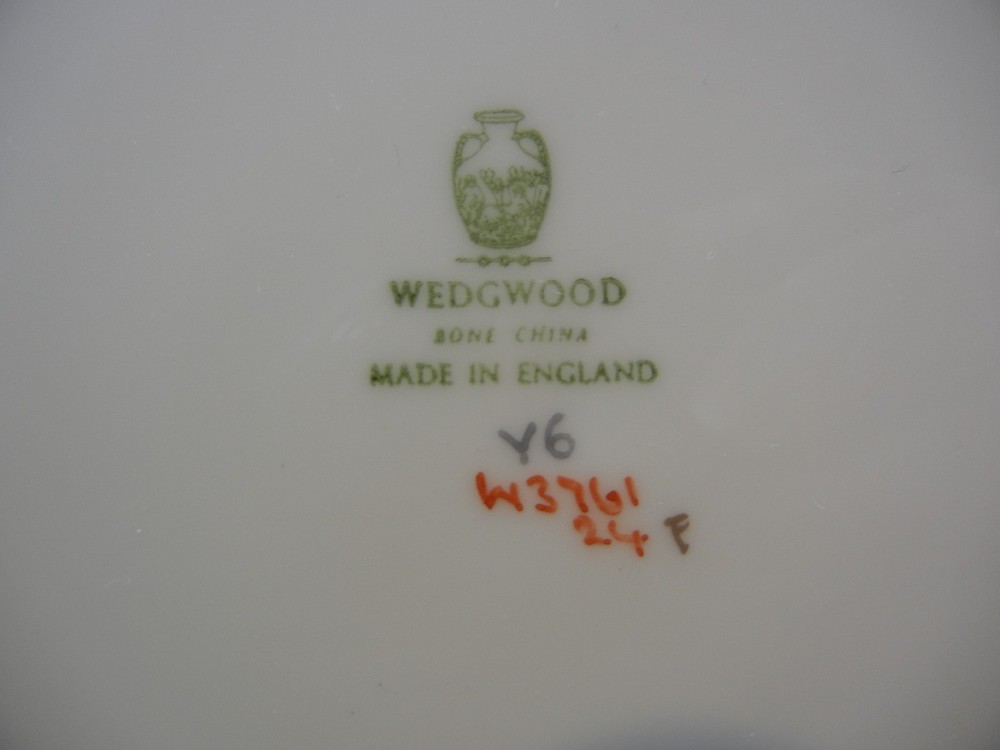 WEDGWOOD
BONE CHINA
MADE IN ENGLAND
Y6
W3761
24 F